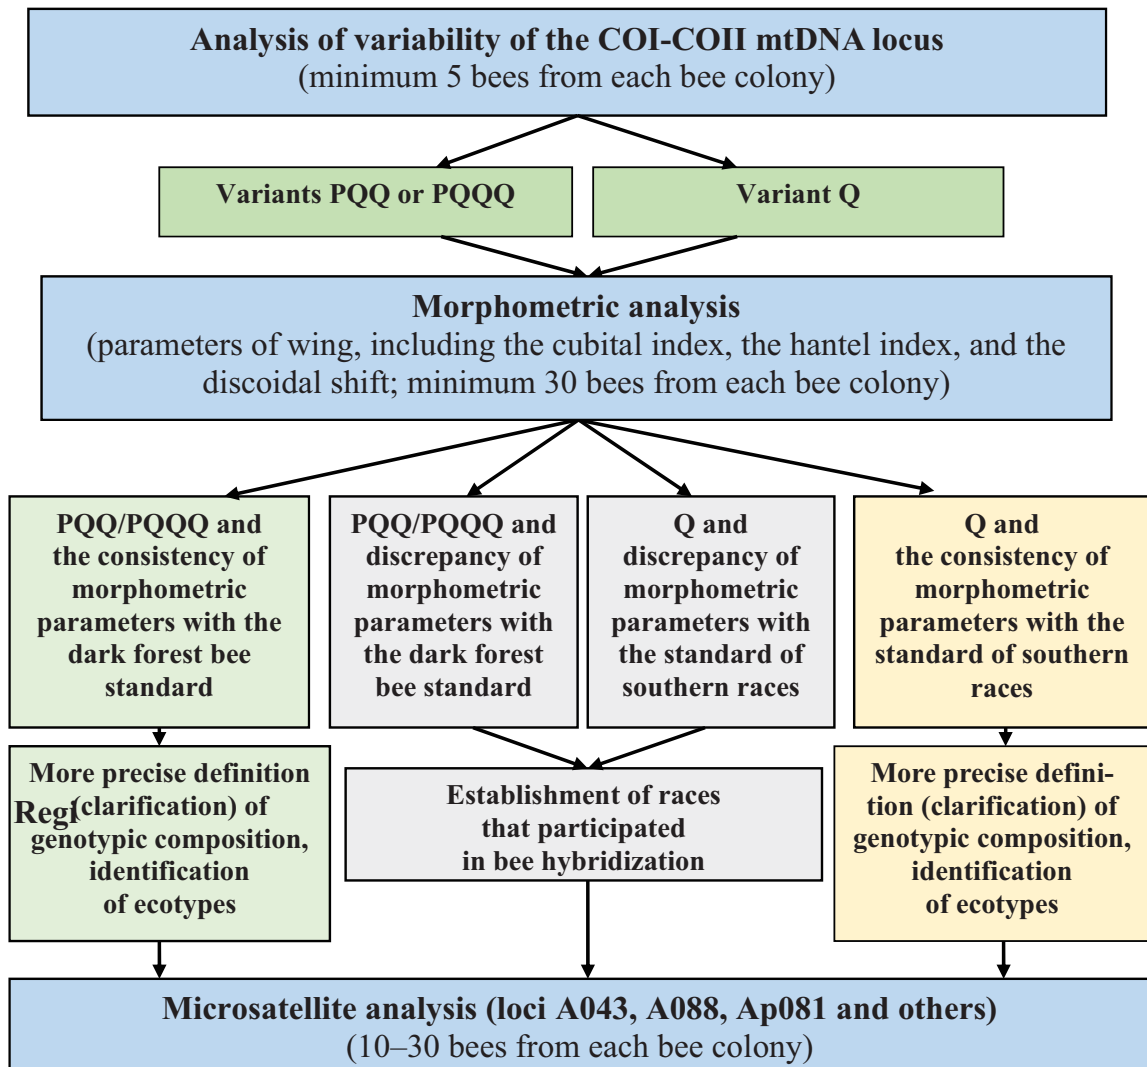 Analysis of variability of the COI-COII mtDNA locus
(minimum 5 bees from each bee colony)
Variants PQQ or PQQQ
Variant Q
Morphometric analysis
(parameters of wing, including the cubital index, the hantel index, and the
discoidal shift; minimum 30 bees from each bee colony)
PQQ/PQQQ and
the consistency of
morphometric
parameters with the
dark forest bee
standard
PQQ/PQQQ and
discrepancy of
morphometric
parameters with
the dark forest
bee standard
Q and
discrepancy of
morphometric
parameters with
the standard of
southern races
Q and
the consistency of
morphometric
parameters with the
standard of southern
races
More precise definition
Regi
(clarification) of
genotypic composition,
identification
of ecotypes
Establishment of races
that participated
in bee hybridization
More precise defini-
tion (clarification) of
genotypic composition,
identification
of ecotypes
Microsatellite analysis (loci A043, A088, Ap081 and others)
(10–30 bees from each bee colony)